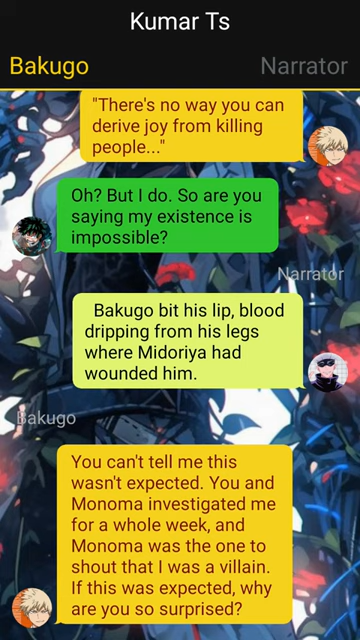 Kumar Ts
Bakugo
Narrator
"There's no way you can
derive joy from killing
people..."
Oh? But I do. So are you
saying my existence is
impossible?
Narrator
Bakugo bit his lip, blood
dripping from his legs
where Midoriya had
wounded him.
Bakugo
You can't tell me this
wasn't expected. You and
Monoma investigated me
for a whole week, and
Monoma was the one to
shout that I was a villain.
If this was expected, why
are you so surprised?